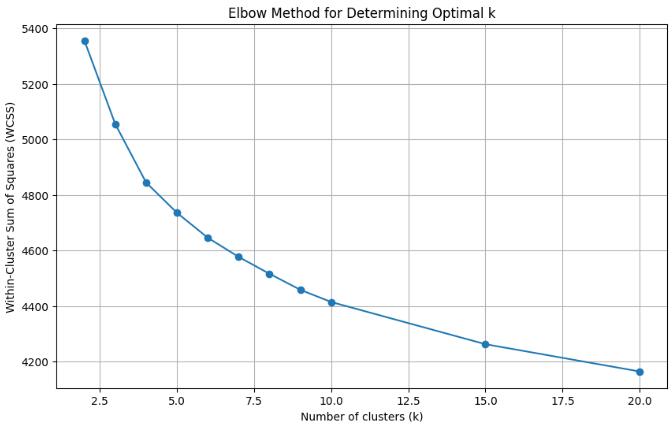 Elbow Method for Determining Optimal k
5400
5200
5000
4800
4600
4400
4200
Within-Cluster Sum of Squares (WCSS)
2.5 5.0 7.5 10.0 12.5 15.0 17.5 20.0
Number of clusters (k)